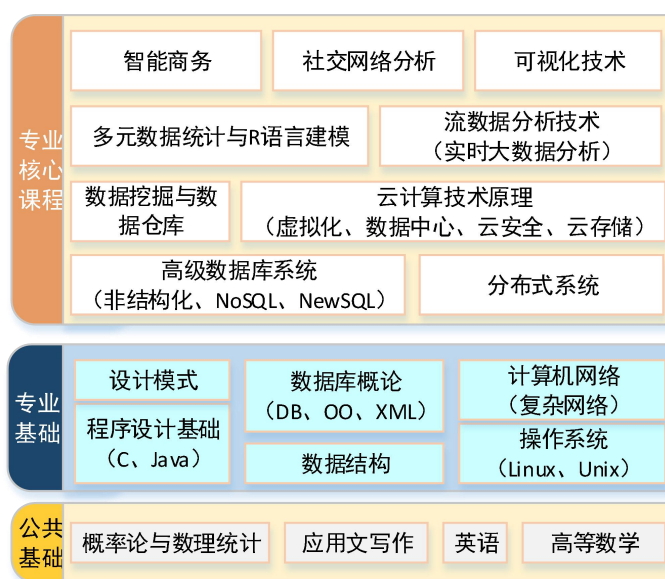 专业
核心
课程
智能商务
社交网络分析
可视化技术
多元数据统计与R语言建模
流数据分析技术
（实时大数据分析）
数据挖掘与数
据仓库
云计算技术原理
（虚拟化、数据中心、云安全、云存储）
高级数据库系统
（非结构化、NoSQL、NewSQL）
分布式系统
专业
基础
设计模式
程序设计基础
（C、Java）
数据库概论
（DB、OO、XML）
数据结构
计算机网络
（复杂网络）
操作系统
（Linux、Unix）
公共
基础
概率论与数理统计
应用文写作
英语
高等数学